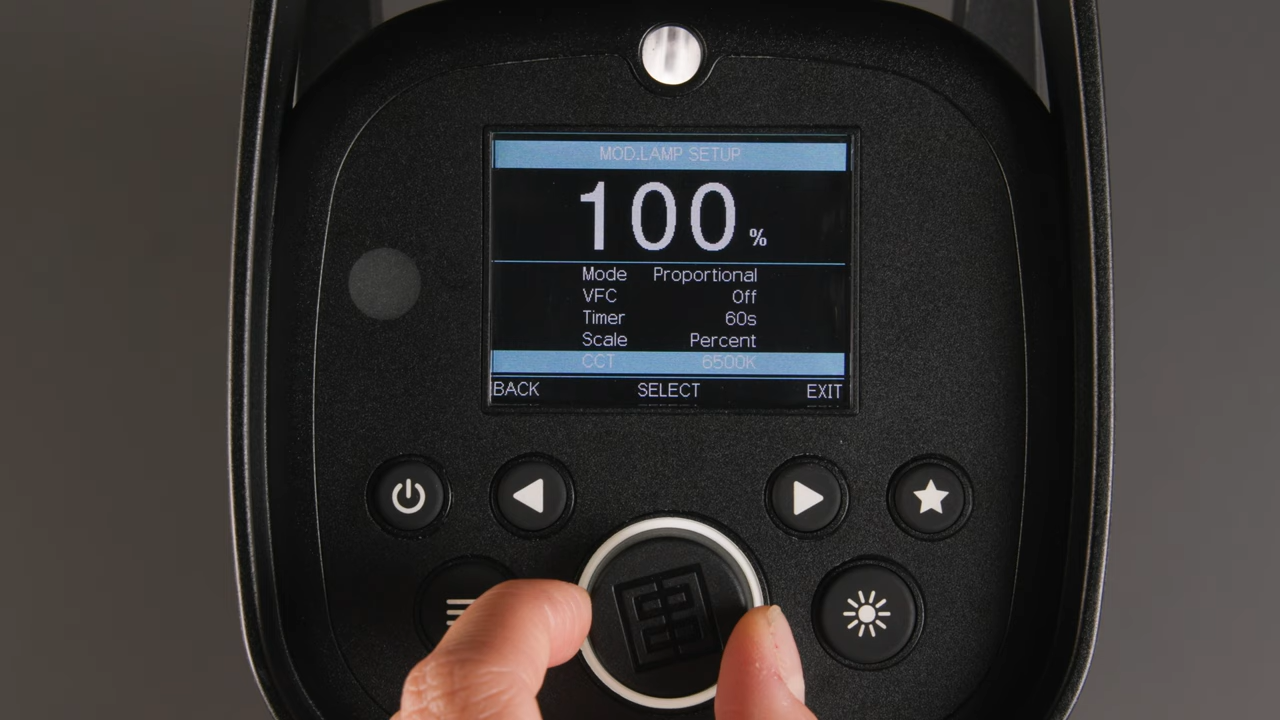 MOD.LAMP SETUP
100 %
Mode Proportional
VFC Off
Timer 60s
Scale Percent
CCT 6500K
BACK SELECT EXIT